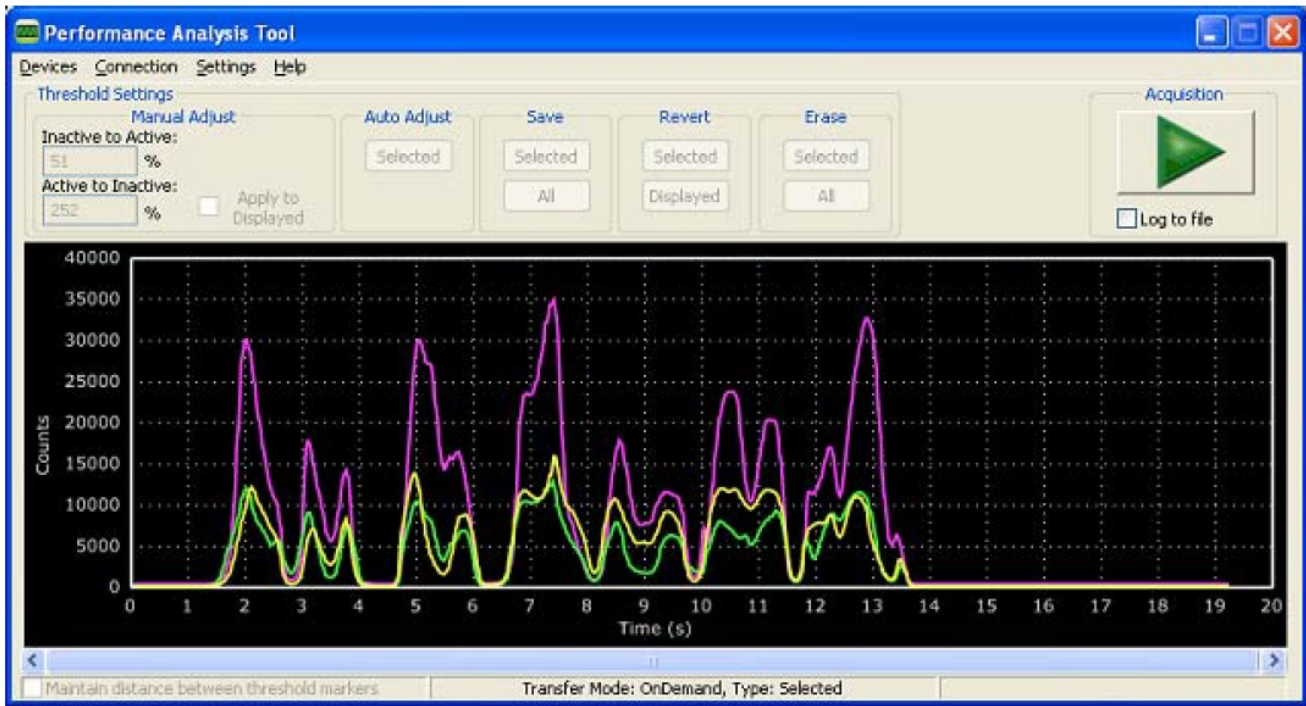 Performance Analysis Tool
Devices Connection Settings Help
Threshold Settings
Acquisition
Manual Adjust
Auto Adjust
Save
Revert
Erase
Inactive to Active:
51 %
Active to Inactive:
252 %
Apply to
Displayed
Selected
Selected
All
Selected
Displayed
Selected
All
Log to file
40000
35000
30000
25000
20000
15000
10000
5000
0
Counts
0 1 2 3 4 5 6 7 8 9 10 11 12 13 14 15 16 17 18 19 20
Time (s)
Maintain distance between threshold markers
Transfer Mode: OnDemand, Type: Selected